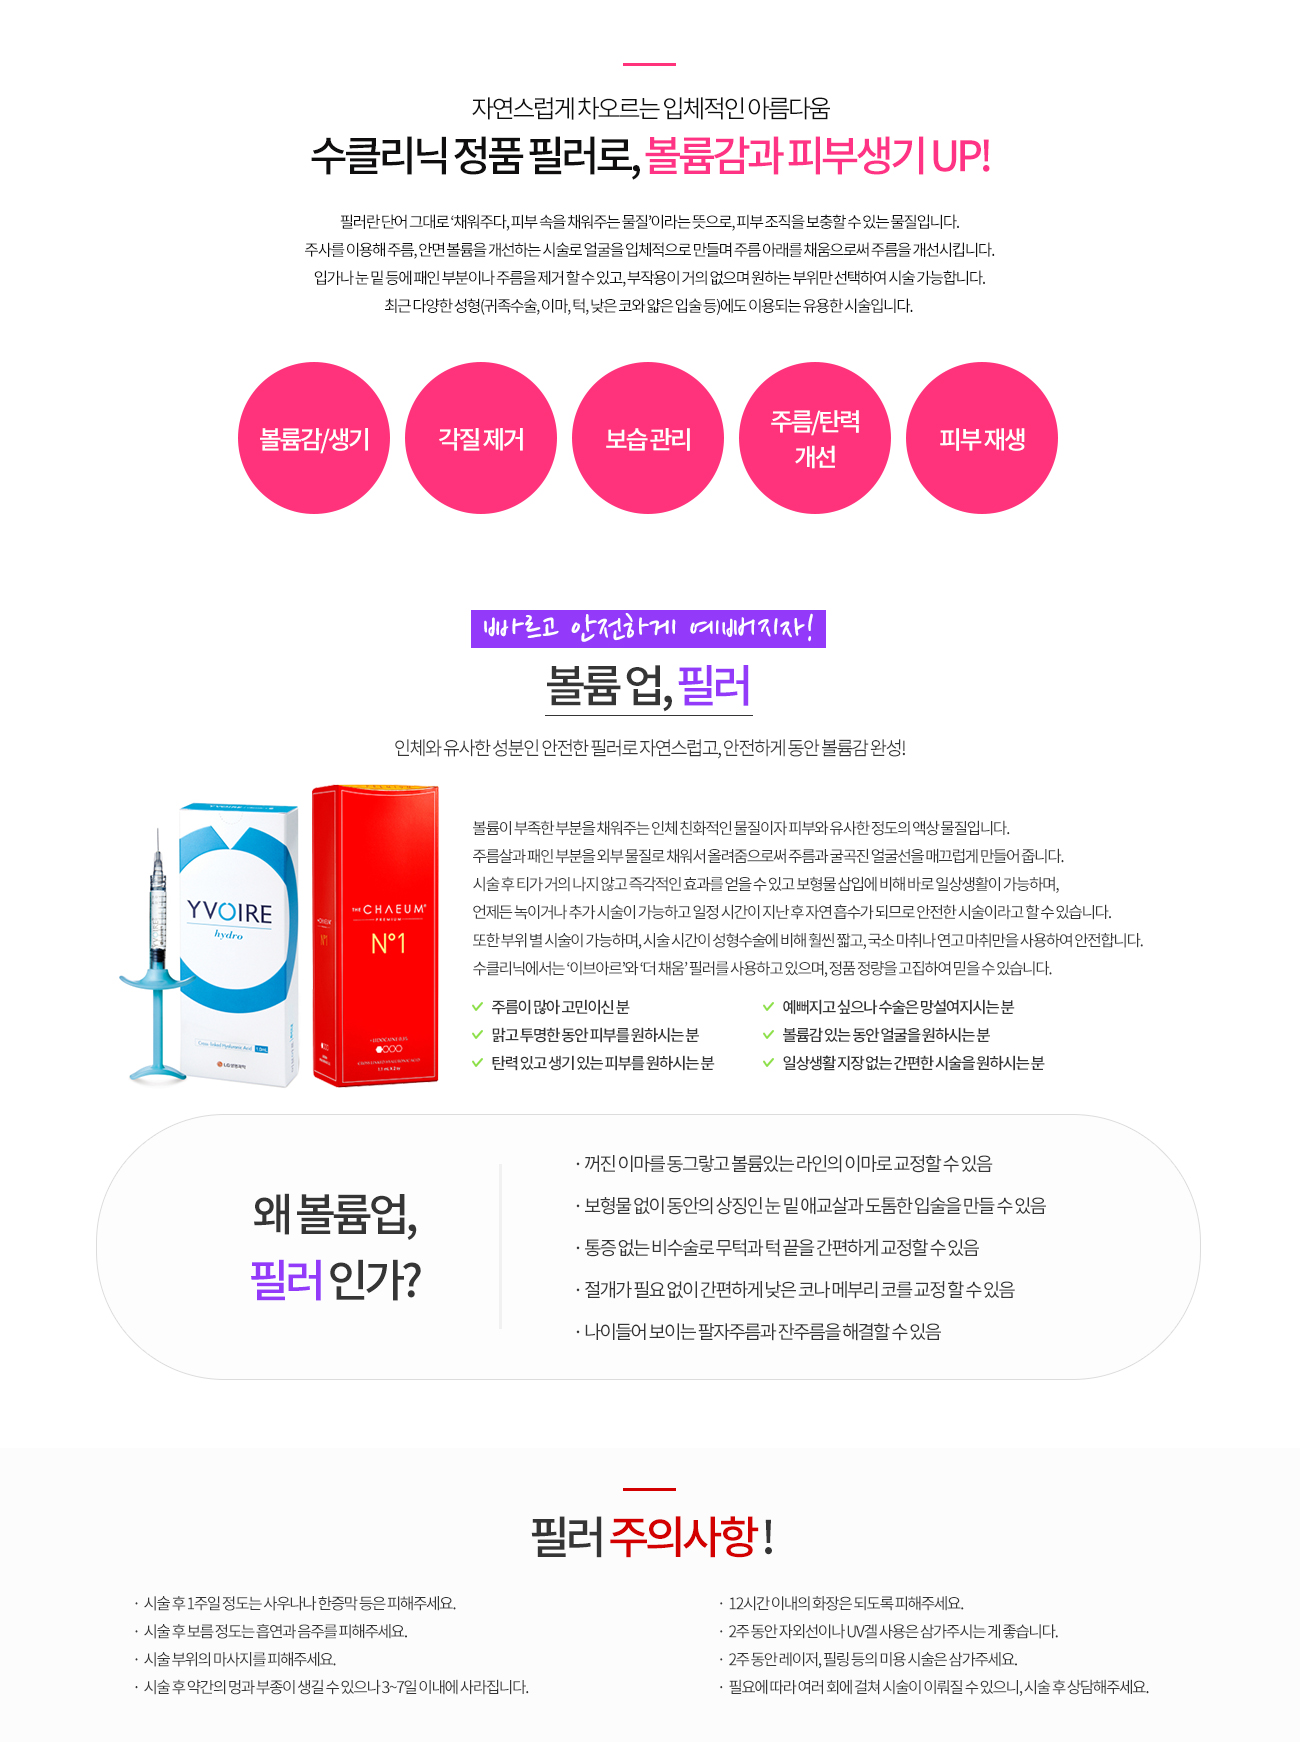 자연스럽게 차오르는 입체적인 아름다움
수클리닉 정품 필러로, 볼륨감과 피부생기 UP!
필러란 단어 그대로 ‘채워주다, 피부 속을 채워주는 물질’이라는 뜻으로, 피부 조직을 보충할 수 있는 물질입니다.
주사를 이용해 주름, 안면 볼륨을 개선하는 시술로 얼굴을 입체적으로 만들며 주름 아래를 채움으로써 주름을 개선시킵니다.
입가나 눈 밑 등에 패인 부분이나 주름을 제거 할 수 있고, 부작용이 거의 없으며 원하는 부위만 선택하여 시술 가능합니다.
최근 다양한 성형(귀족수술, 이마, 턱, 낮은 코와 얇은 입술 등)에도 이용되는 유용한 시술입니다.
볼륨감/생기
각질 제거
보습 관리
주름/탄력
개선
피부 재생
빠르고 안전하게 예뻐지자!
볼륨 업, 필러
인체와 유사한 성분인 안전한 필러로 자연스럽고, 안전하게 동안 볼륨감 완성!
YVOIRE
hydro
LG생명과학
THE CHAEUM
PREMIUM
N°1
볼륨이 부족한 부분을 채워주는 인체 친화적인 물질이자 피부와 유사한 정도의 액상 물질입니다.
주름살과 패인 부분을 외부 물질로 채워서 올려줌으로써 주름과 굴곡진 얼굴선을 매끄럽게 만들어 줍니다.
시술 후 티가 거의 나지 않고 즉각적인 효과를 얻을 수 있고 보형물 삽입에 비해 바로 일상생활이 가능하며,
언제든 녹이거나 추가 시술이 가능하고 일정 시간이 지난 후 자연 흡수가 되므로 안전한 시술이라고 할 수 있습니다.
또한 부위 별 시술이 가능하며, 시술 시간이 성형수술에 비해 훨씬 짧고, 국소 마취나 연고 마취만을 사용하여 안전합니다.
수클리닉에서는 ‘이브아르’와 ‘더 채움’ 필러를 사용하고 있으며, 정품 정량을 고집하여 믿을 수 있습니다.
주름이 많아 고민이신 분
맑고 투명한 동안 피부를 원하시는 분
탄력 있고 생기 있는 피부를 원하시는 분
예뻐지고 싶으나 수술은 망설여지시는 분
볼륨감 있는 동안 얼굴을 원하시는 분
일상생활 지장 없는 간편한 시술을 원하시는 분
왜 볼륨업,
필러 인가?
· 꺼진 이마를 동그랗고 볼륨있는 라인의 이마로 교정할 수 있음
· 보형물 없이 동안의 상징인 눈 밑 애교살과 도톰한 입술을 만들 수 있음
· 통증 없는 비수술로 무턱과 턱 끝을 간편하게 교정할 수 있음
· 절개가 필요 없이 간편하게 낮은 코나 메부리 코를 교정 할 수 있음
· 나이들어 보이는 팔자주름과 잔주름을 해결할 수 있음
필러 주의사항 !
· 시술 후 1주일 정도는 사우나나 한증막 등은 피해주세요.
· 시술 후 보름 정도는 흡연과 음주를 피해주세요.
· 시술 부위의 마사지를 피해주세요.
· 시술 후 약간의 멍과 부종이 생길 수 있으나 3~7일 이내에 사라집니다.
· 12시간 이내의 화장은 되도록 피해주세요.
· 2주 동안 자외선이나 UV겔 사용은 삼가주시는 게 좋습니다.
· 2주 동안 레이저, 필링 등의 미용 시술은 삼가주세요.
· 필요에 따라 여러 회에 걸쳐 시술이 이뤄질 수 있으니, 시술 후 상담해주세요.